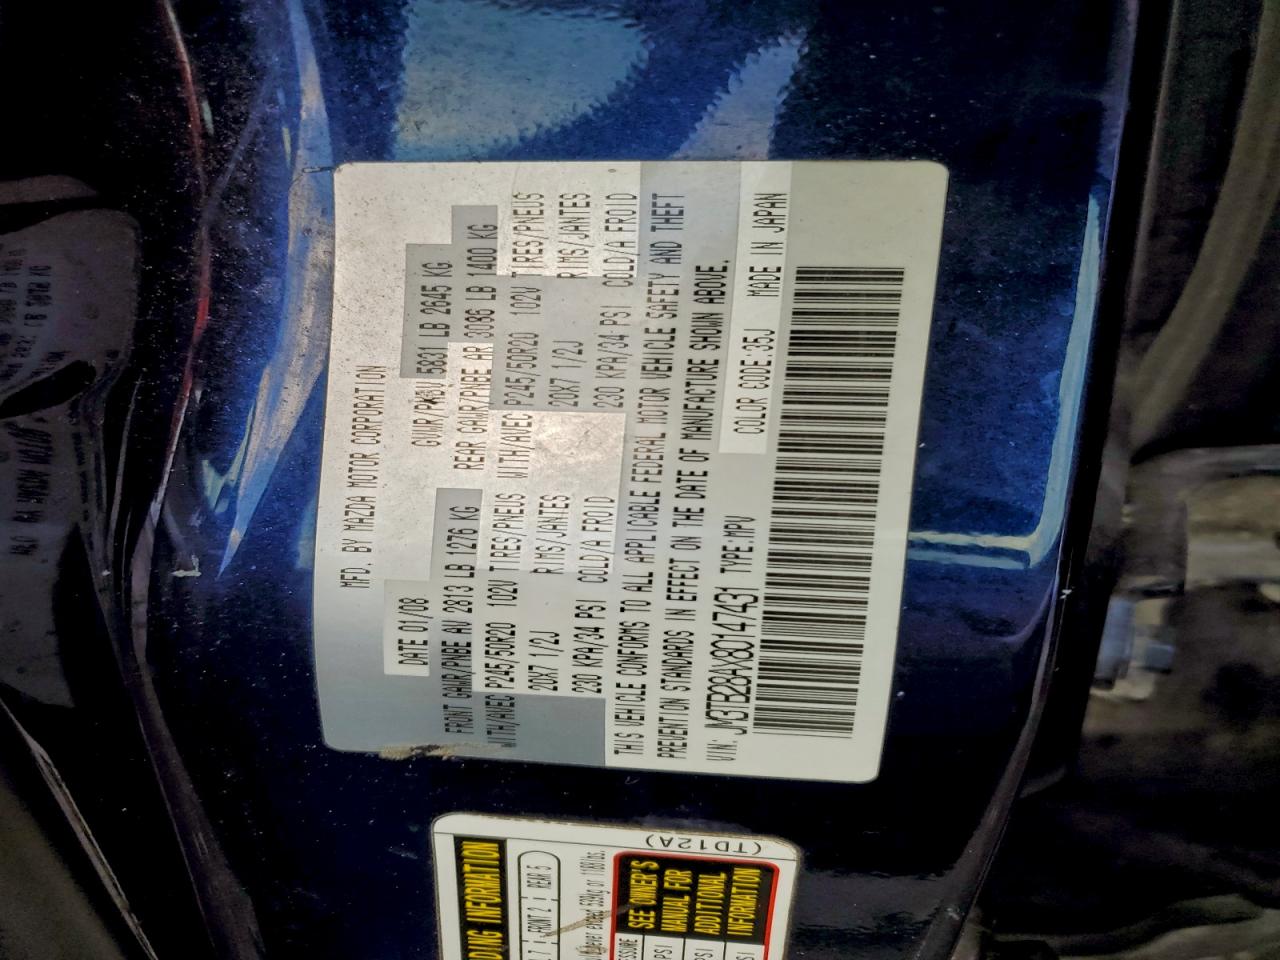 MFD. BY MAZDA MOTOR CORPORATION
DATE 01/08
GVWR/PNBV 5831 LB 2645 KG
FRONT GAWR/PNBE AV 2813 LB 1276 KG
REAR GAWR/PNBE AR 3086 LB 1400 KG
WITH/AVEC P245/50R20 102V TIRES/PNEUS WITH/AVEC P245/50R20 102V TIRES/PNEUS
20X7 1/2J RIMS/JANTES 20X7 1/2J RIMS/JANTES
230 KPA/34 PSI COLD/A FROID 230 KPA/34 PSI COLD/A FROID
THIS VEHICLE CONFORMS TO ALL APPLICABLE FEDERAL MOTOR VEHICLE SAFETY AND THEFT
PREVENTION STANDARDS IN EFFECT ON THE DATE OF MANUFACTURE SHOWN ABOVE.
VIN: JM3TB28AX80147431 TYPE:MPV COLOR CODE:35J MADE IN JAPAN
(TD12A)
INFORMATION
FRONT 2 REAR 5
SEE OWNER'S
MANUAL FOR
ADDITIONAL
INFORMATION